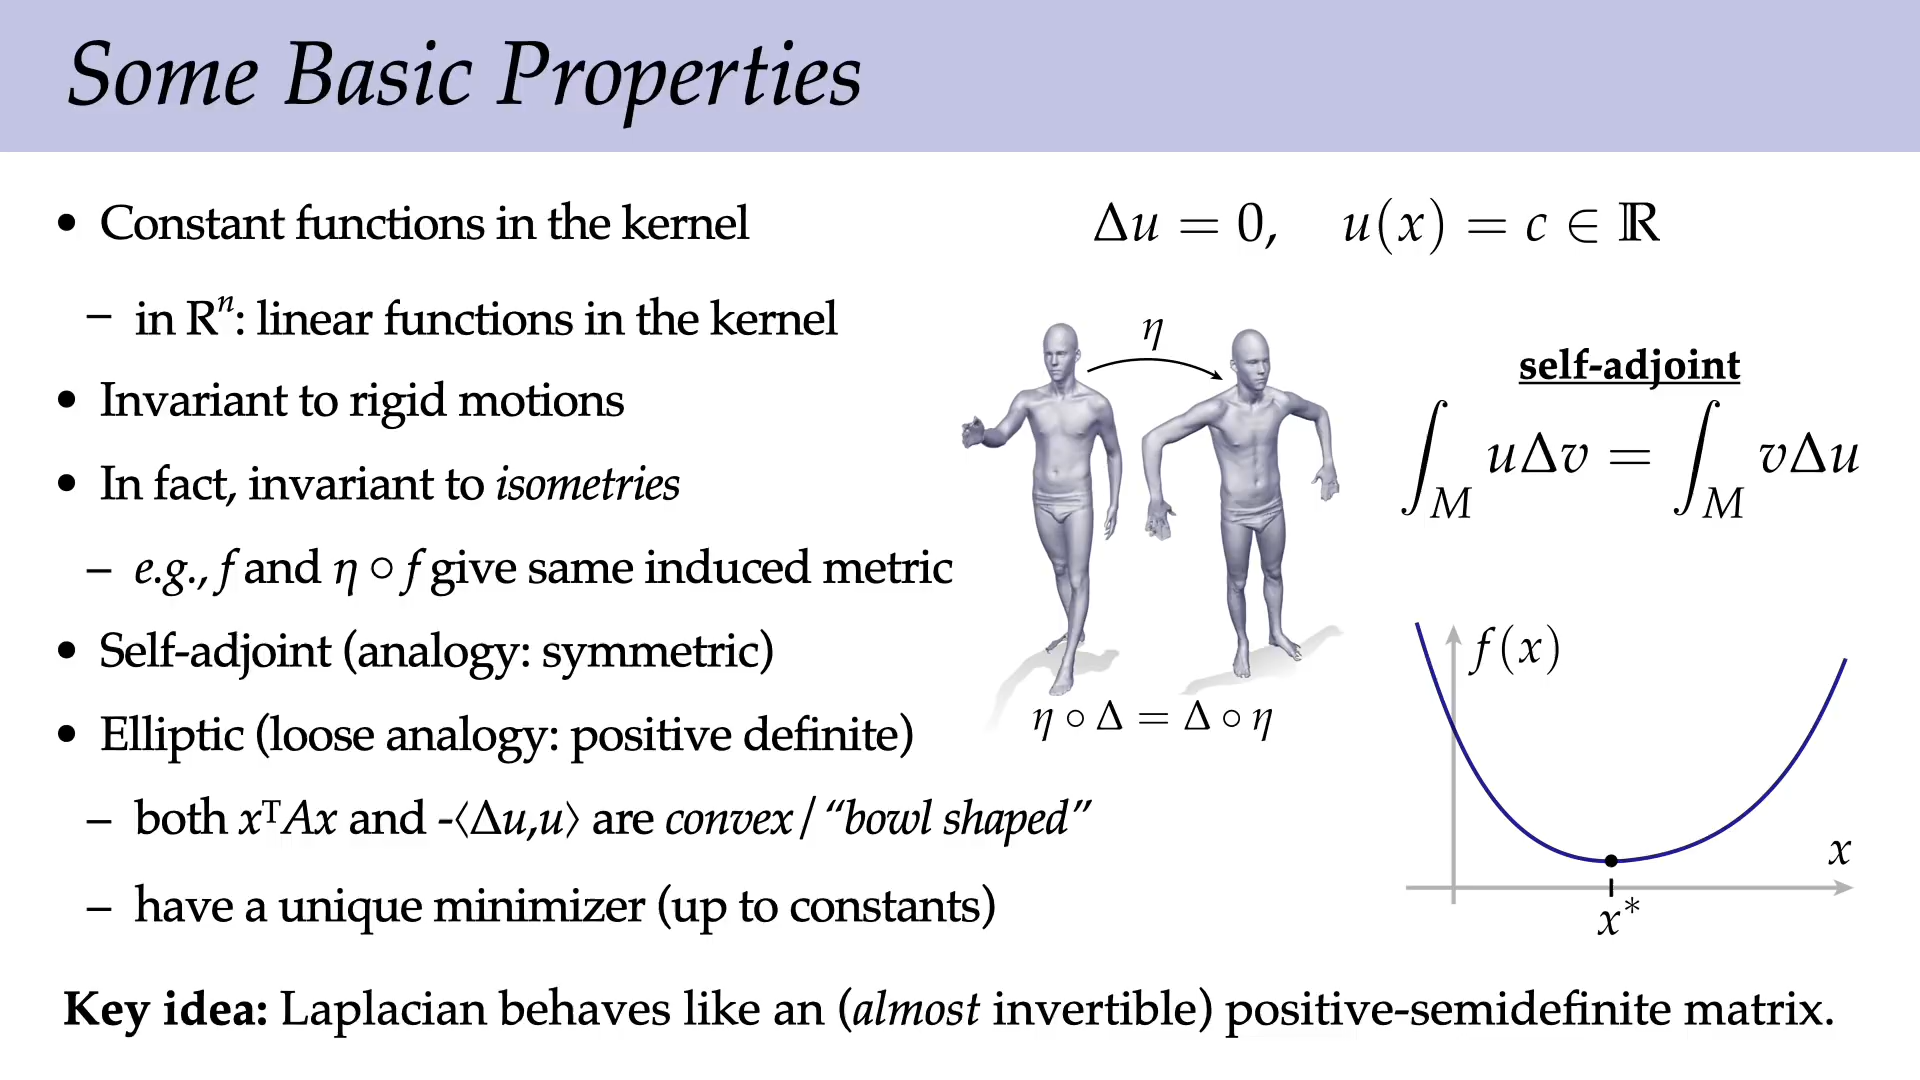 Some Basic Properties
• Constant functions in the kernel
– in Rⁿ: linear functions in the kernel
• Invariant to rigid motions
• In fact, invariant to isometries
– e.g., f and η ∘ f give same induced metric
• Self-adjoint (analogy: symmetric)
• Elliptic (loose analogy: positive definite)
– both xᵀAx and -⟨Δu,u⟩ are convex / “bowl shaped”
– have a unique minimizer (up to constants)
Δu = 0, u(x) = c ∈ ℝ
η
η ∘ Δ = Δ ∘ η
self-adjoint
∫_M uΔv = ∫_M vΔu
f(x)
x
x*
Key idea: Laplacian behaves like an (almost invertible) positive-semidefinite matrix.